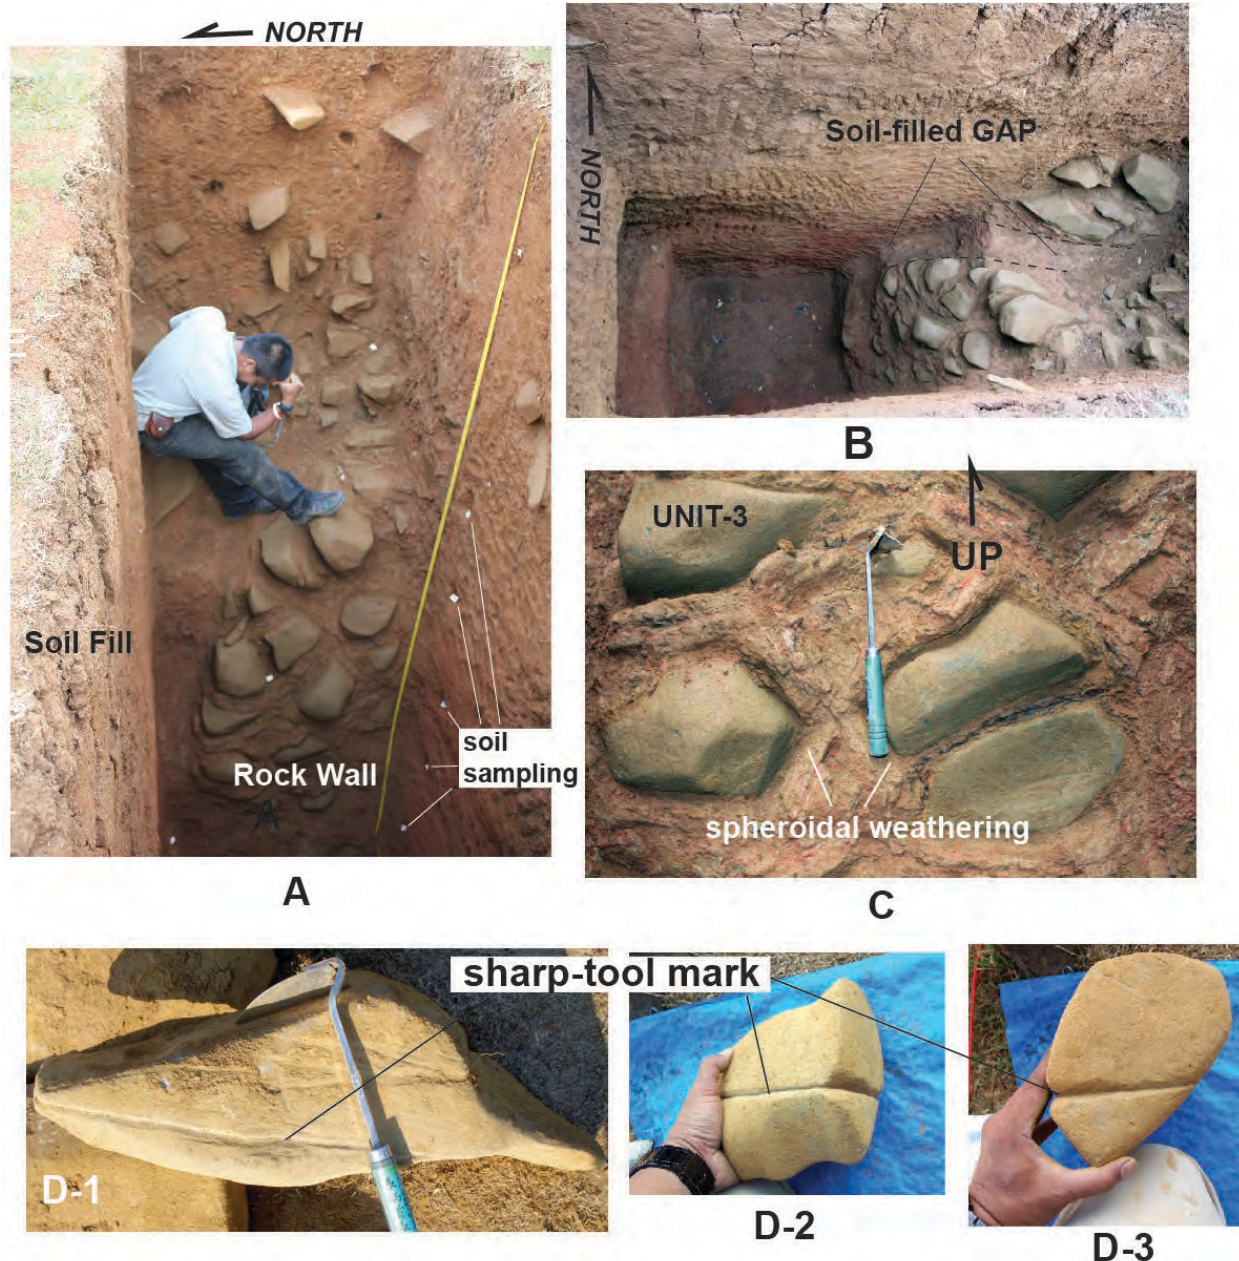 NORTH
Soil Fill
Rock Wall
soil
sampling
A
NORTH
Soil-filled GAP
B
UNIT-3
UP
spheroidal weathering
C
sharp-tool mark
D-1
D-2
D-3